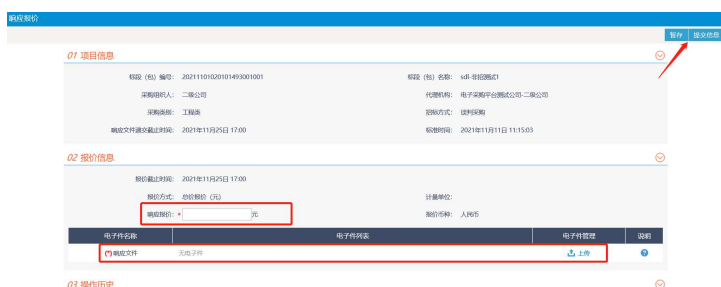 响应报价
暂存 提交信息
01 项目信息
标段（包）编号: 20211101020101493001001 标段（包）名称: sdl-非招测试1
采购组织人: 二级公司 代理机构: 电子采购平台测试公司-二级公司
采购类别: 工程类 招标方式: 谈判采购
响应文件递交截止时间: 2021年11月25日 17:00 标准时间: 2021年11月11日 11:15:03
02 报价信息
报价截止时间: 2021年11月25日 17:00
报价方式: 总价报价（元） 计量单位:
响应报价: * 元 报价币种: 人民币
电子件名称 电子件列表 电子件管理 说明
(*)响应文件 无电子件 上传 ?
03 操作历史